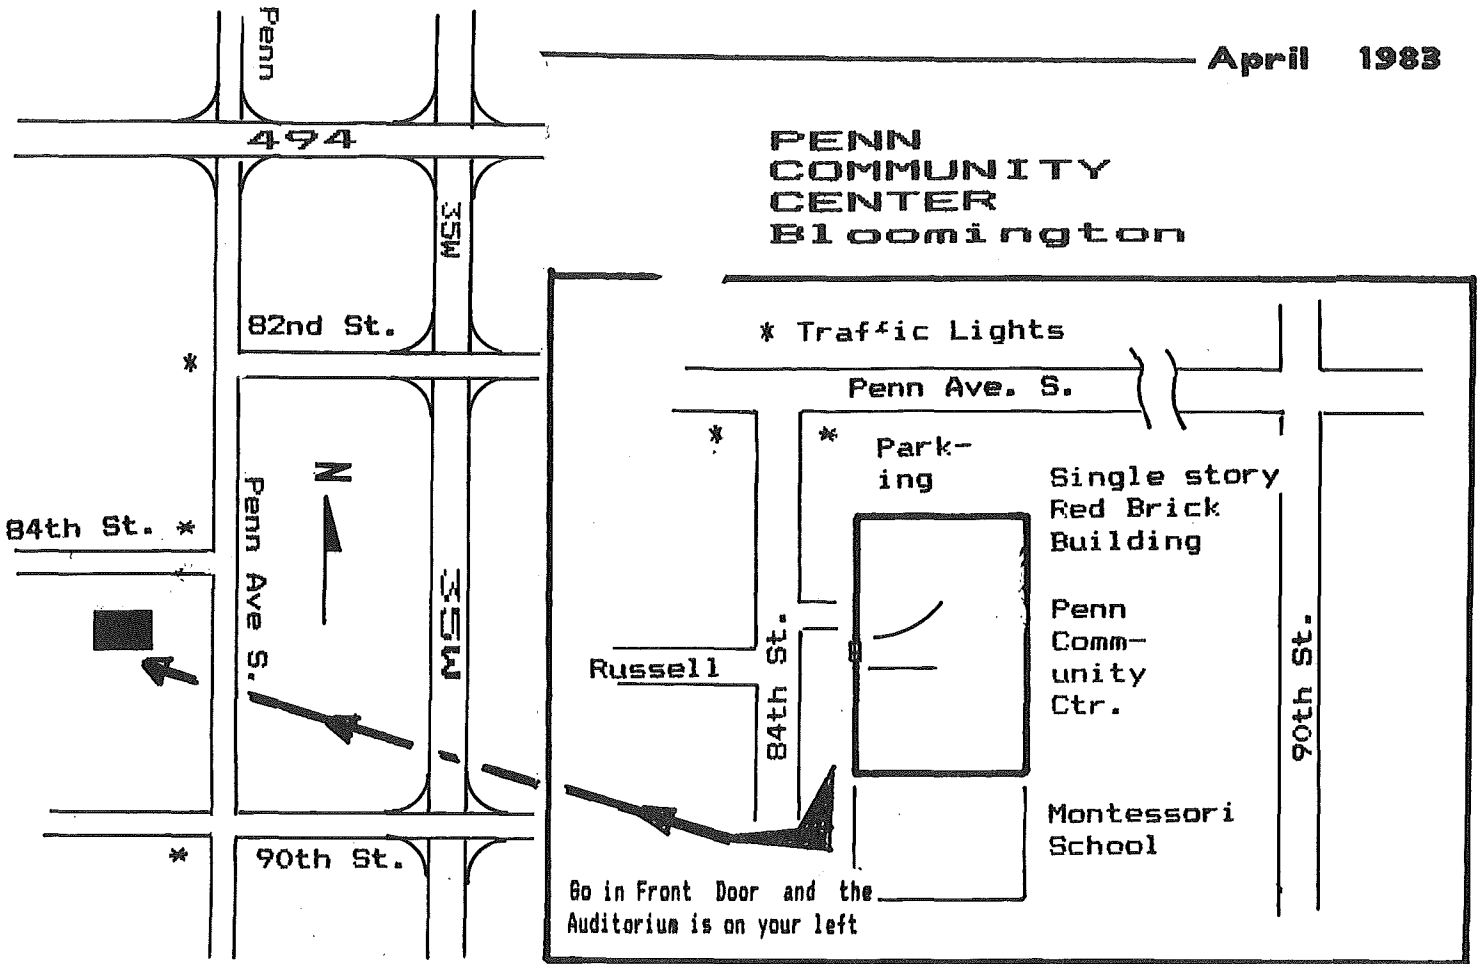 April 1983
PENN
COMMUNITY
CENTER
Bloomington
Penn
494
35W
82nd St.
*
N
84th St. *
Penn Ave S.
35W
*
90th St.
* Traffic Lights
Penn Ave. S.
* *
Park-
ing
Single story
Red Brick
Building
Penn
Comm-
unity
Ctr.
Russell
84th St.
90th St.
Montessori
School
Go in Front Door and the
Auditorium is on your left